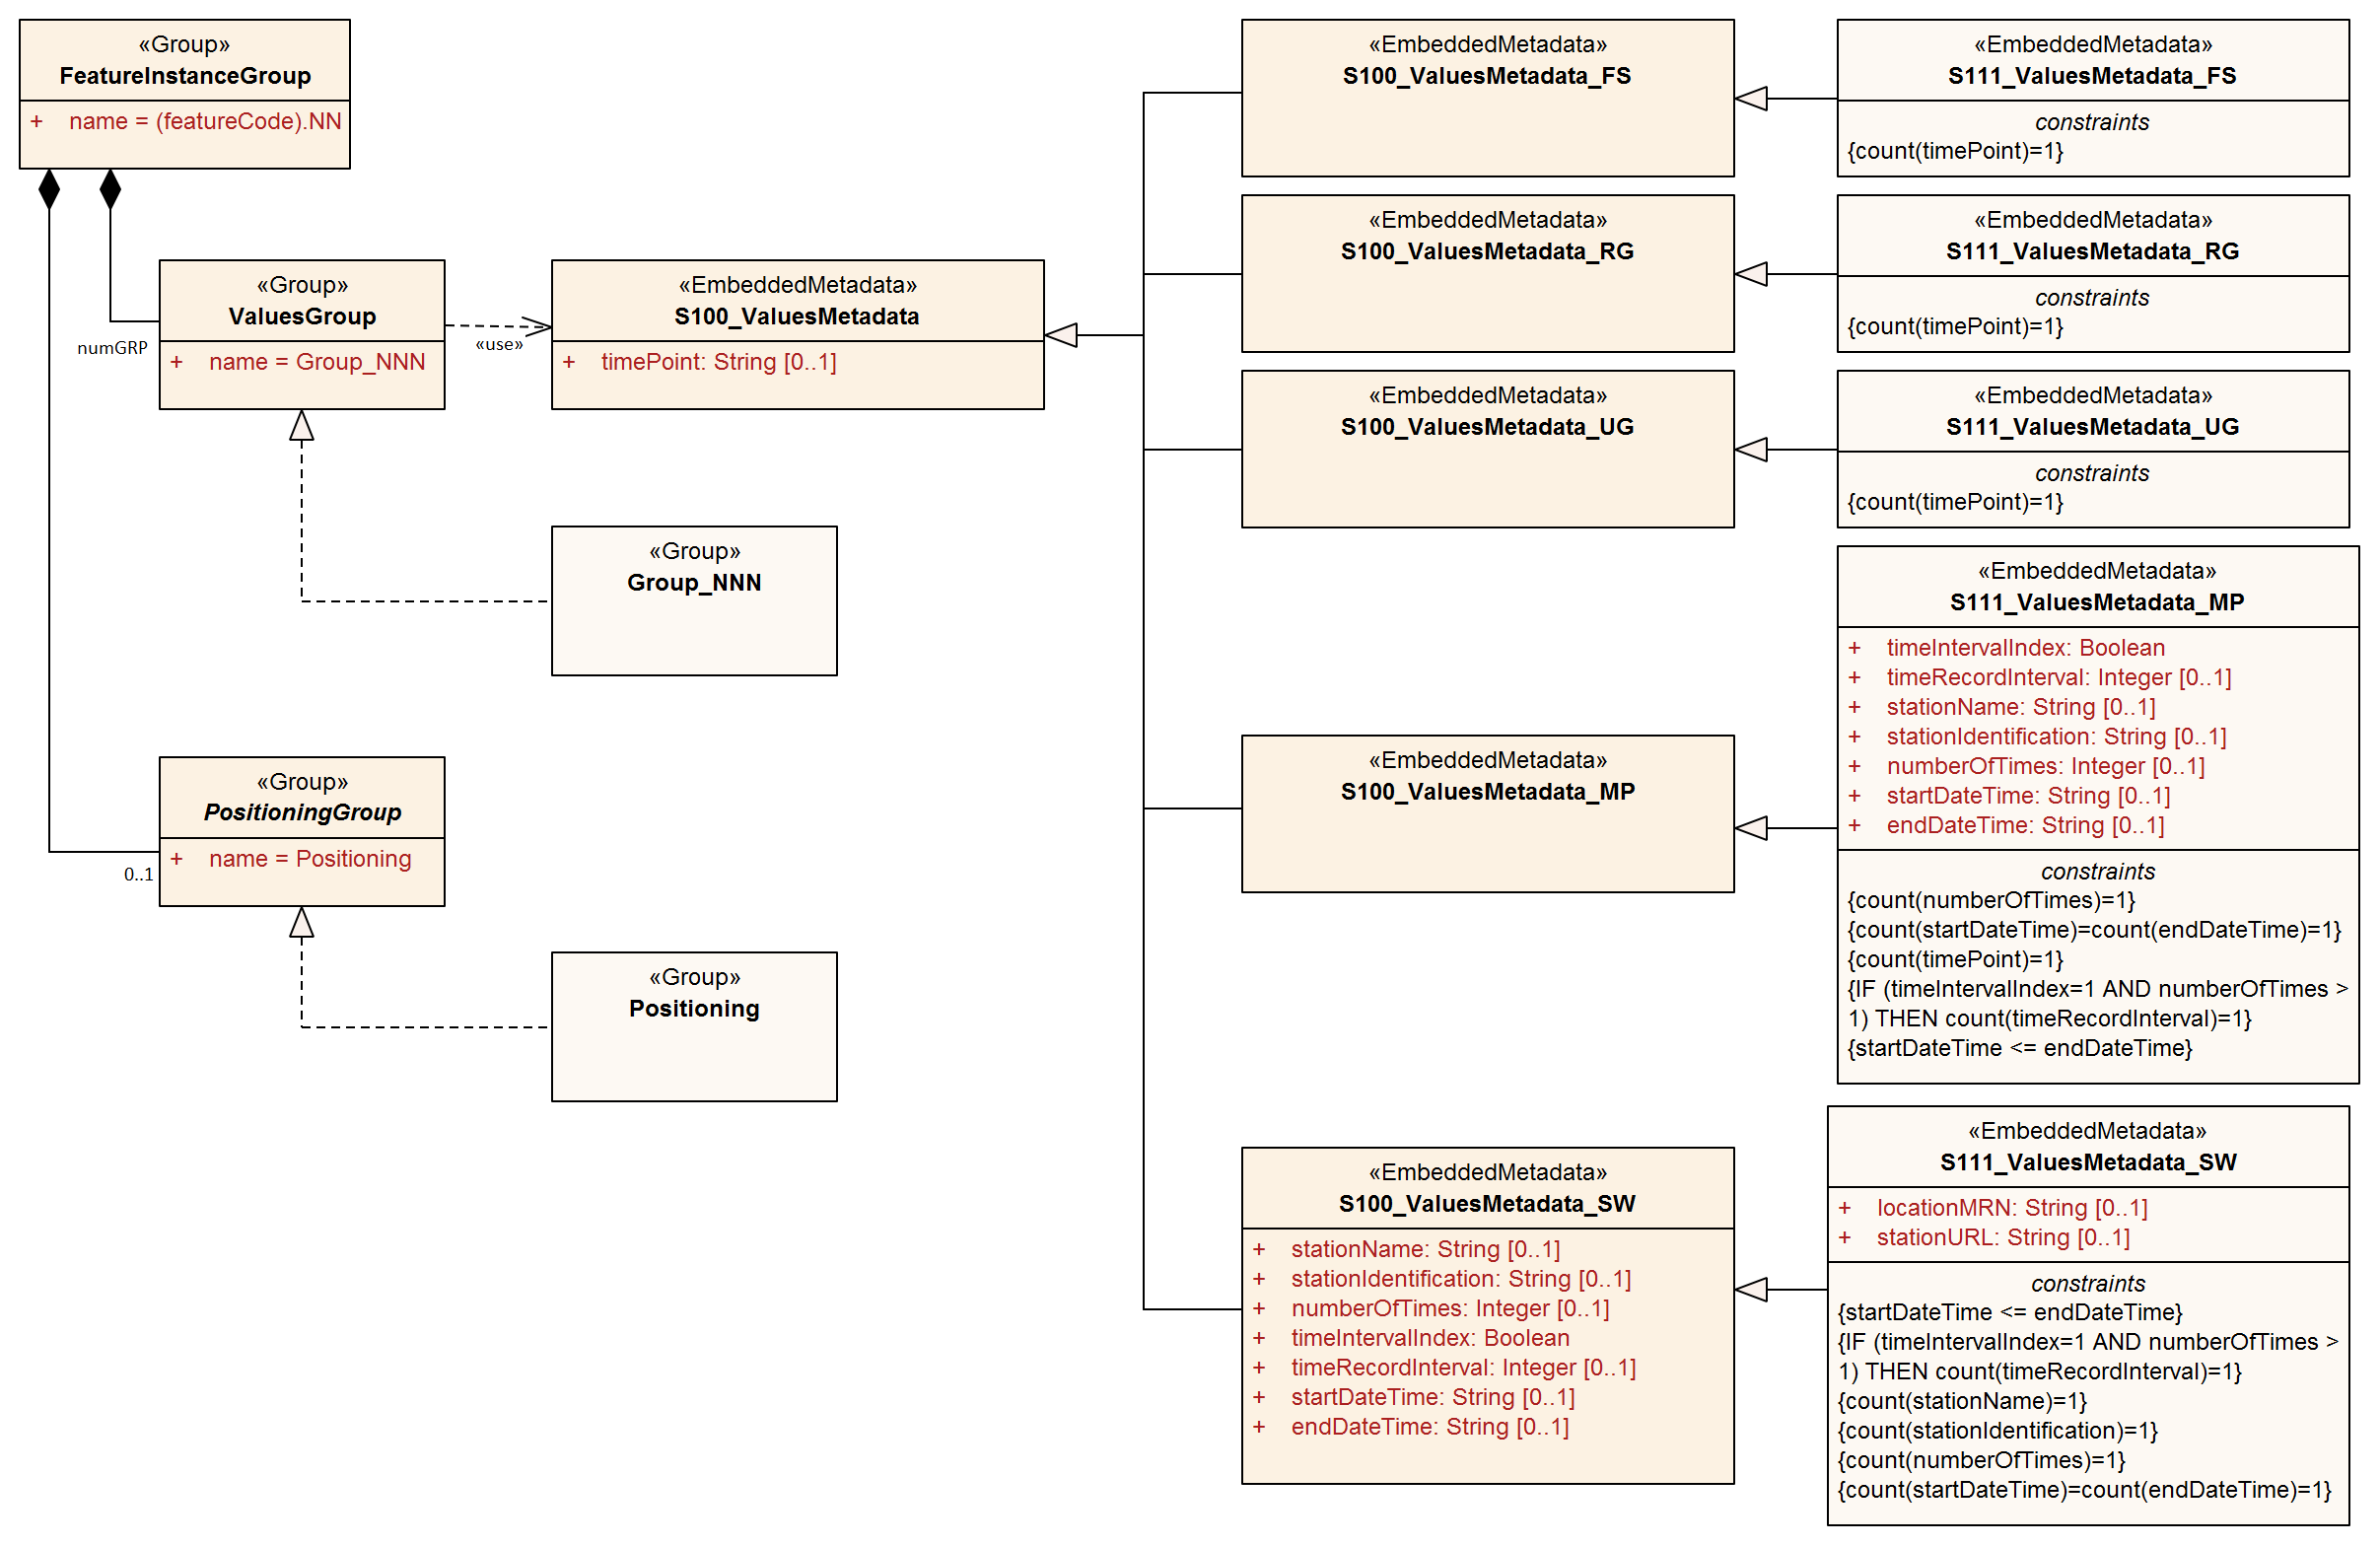 «Group»
FeatureInstanceGroup
+ name = (featureCode).NN
«Group»
ValuesGroup
+ name = Group_NNN
numGRP
«use»
«EmbeddedMetadata»
S100_ValuesMetadata
+ timePoint: String [0..1]
«Group»
Group_NNN
«Group»
PositioningGroup
+ name = Positioning
0..1
«Group»
Positioning
«EmbeddedMetadata»
S100_ValuesMetadata_FS
«EmbeddedMetadata»
S111_ValuesMetadata_FS
constraints
{count(timePoint)=1}
«EmbeddedMetadata»
S100_ValuesMetadata_RG
«EmbeddedMetadata»
S111_ValuesMetadata_RG
constraints
{count(timePoint)=1}
«EmbeddedMetadata»
S100_ValuesMetadata_UG
«EmbeddedMetadata»
S111_ValuesMetadata_UG
constraints
{count(timePoint)=1}
«EmbeddedMetadata»
S100_ValuesMetadata_MP
«EmbeddedMetadata»
S111_ValuesMetadata_MP
+ timeIntervalIndex: Boolean
+ timeRecordInterval: Integer [0..1]
+ stationName: String [0..1]
+ stationIdentification: String [0..1]
+ numberOfTimes: Integer [0..1]
+ startDateTime: String [0..1]
+ endDateTime: String [0..1]
constraints
{count(numberOfTimes)=1}
{count(startDateTime)=count(endDateTime)=1}
{count(timePoint)=1}
{IF (timeIntervalIndex=1 AND numberOfTimes >
1) THEN count(timeRecordInterval)=1}
{startDateTime <= endDateTime}
«EmbeddedMetadata»
S100_ValuesMetadata_SW
+ stationName: String [0..1]
+ stationIdentification: String [0..1]
+ numberOfTimes: Integer [0..1]
+ timeIntervalIndex: Boolean
+ timeRecordInterval: Integer [0..1]
+ startDateTime: String [0..1]
+ endDateTime: String [0..1]
«EmbeddedMetadata»
S111_ValuesMetadata_SW
+ locationMRN: String [0..1]
+ stationURL: String [0..1]
constraints
{startDateTime <= endDateTime}
{IF (timeIntervalIndex=1 AND numberOfTimes >
1) THEN count(timeRecordInterval)=1}
{count(stationName)=1}
{count(stationIdentification)=1}
{count(numberOfTimes)=1}
{count(startDateTime)=count(endDateTime)=1}